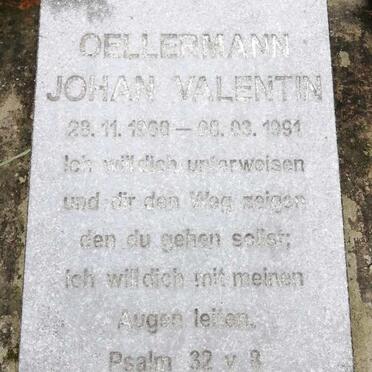 OELLERMANN
JOHAN VALENTIN
Ich will dich unterweisen
und dir den Weg zeigen
den du gehen sollst;
Ich will dich mit meinen
Augen leiten.
Psalm 32 v 8